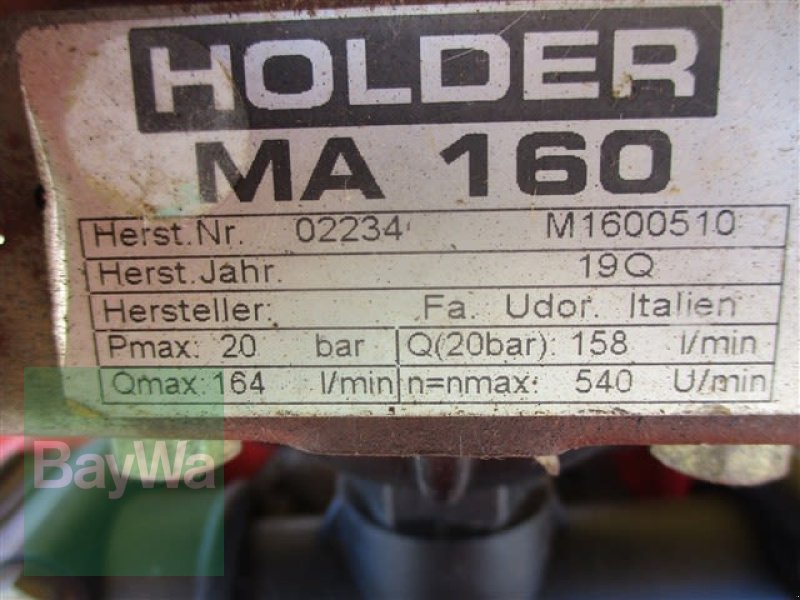 HOLDER
MA 160
Herst.Nr. 02234 M1600510
Herst.Jahr. 19Q
Hersteller: Fa. Udor. Italien
Pmax: 20 bar Q(20bar): 158 l/min
Qmax: 164 l/min n=nmax: 540 U/min
BayWa